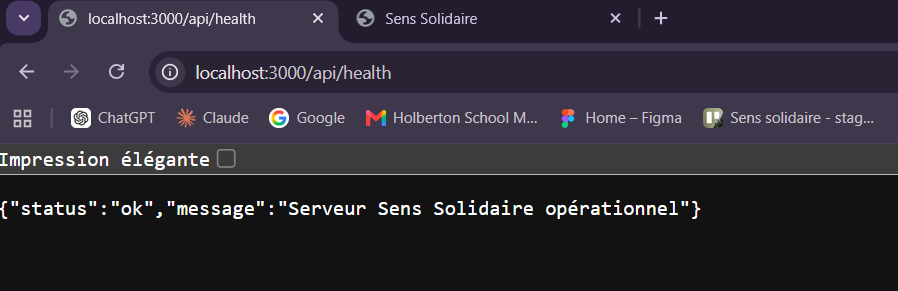 localhost:3000/api/health
Sens Solidaire
localhost:3000/api/health
ChatGPT
Claude
Google
Holberton School M...
Home – Figma
Sens solidaire - stag...
Impression élégante
{"status":"ok","message":"Serveur Sens Solidaire opérationnel"}